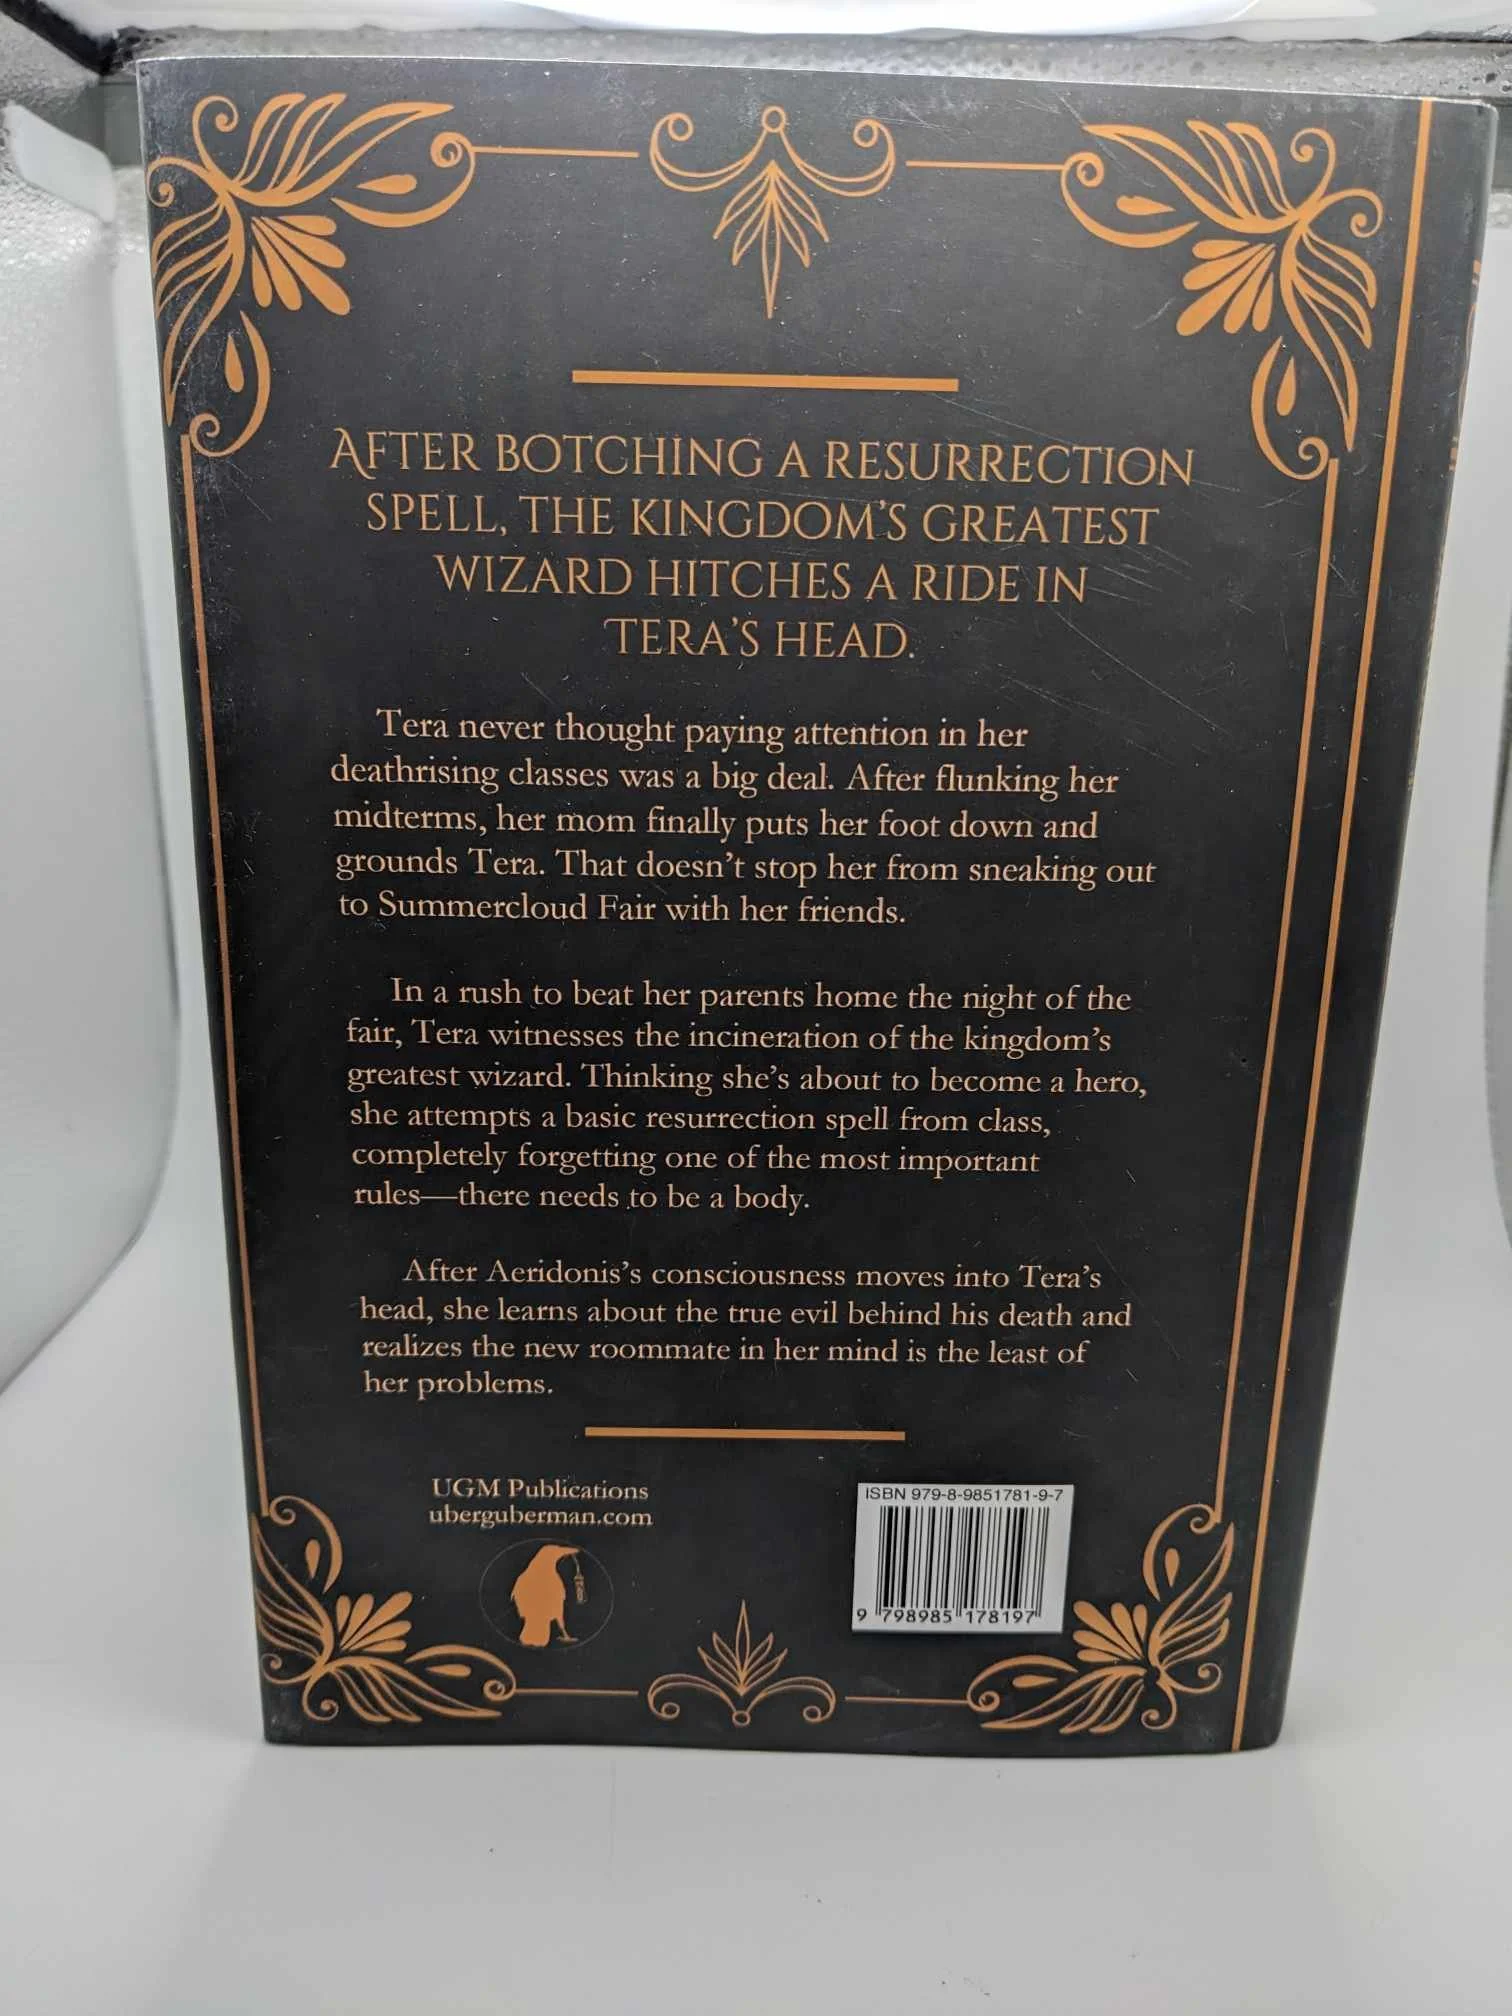 AFTER BOTCHING A RESURRECTION
SPELL, THE KINGDOM'S GREATEST
WIZARD HITCHES A RIDE IN
TERA'S HEAD.
Tera never thought paying attention in her
deathrising classes was a big deal. After flunking her
midterms, her mom finally puts her foot down and
grounds Tera. That doesn't stop her from sneaking out
to Summercloud Fair with her friends.
In a rush to beat her parents home the night of the
fair, Tera witnesses the incineration of the kingdom's
greatest wizard. Thinking she's about to become a hero,
she attempts a basic resurrection spell from class,
completely forgetting one of the most important
rules—there needs to be a body.
After Aeridonis's consciousness moves into Tera's
head, she learns about the true evil behind his death and
realizes the new roommate in her mind is the least of
her problems.
UGM Publications
uberguberman.com
ISBN 979-8-9851781-9-7
9 798985 178197